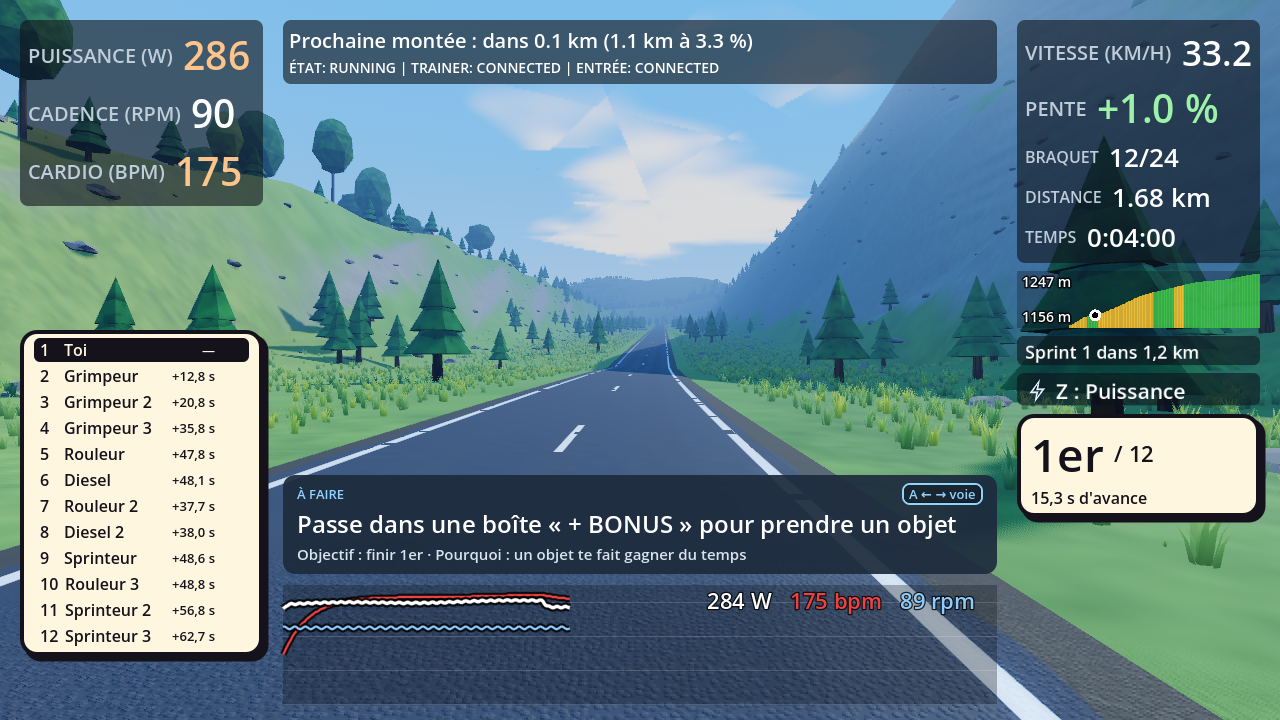 PUISSANCE (W) 286
CADENCE (RPM) 90
CARDIO (BPM) 175
Prochaine montée : dans 0.1 km (1.1 km à 3.3 %)
ÉTAT: RUNNING | TRAINER: CONNECTED | ENTRÉE: CONNECTED
VITESSE (KM/H) 33.2
PENTE +1.0 %
BRAQUET 12/24
DISTANCE 1.68 km
TEMPS 0:04:00
1247 m
1156 m
Sprint 1 dans 1,2 km
Z : Puissance
1er / 12
15,3 s d'avance
1 Toi —
2 Grimpeur +12,8 s
3 Grimpeur 2 +20,8 s
4 Grimpeur 3 +35,8 s
5 Rouleur +47,8 s
6 Diesel +48,1 s
7 Rouleur 2 +37,7 s
8 Diesel 2 +38,0 s
9 Sprinteur +48,6 s
10 Rouleur 3 +48,8 s
11 Sprinteur 2 +56,8 s
12 Sprinteur 3 +62,7 s
À FAIRE
A ← → voie
Passe dans une boîte « + BONUS » pour prendre un objet
Objectif : finir 1er · Pourquoi : un objet te fait gagner du temps
284 W 175 bpm 89 rpm